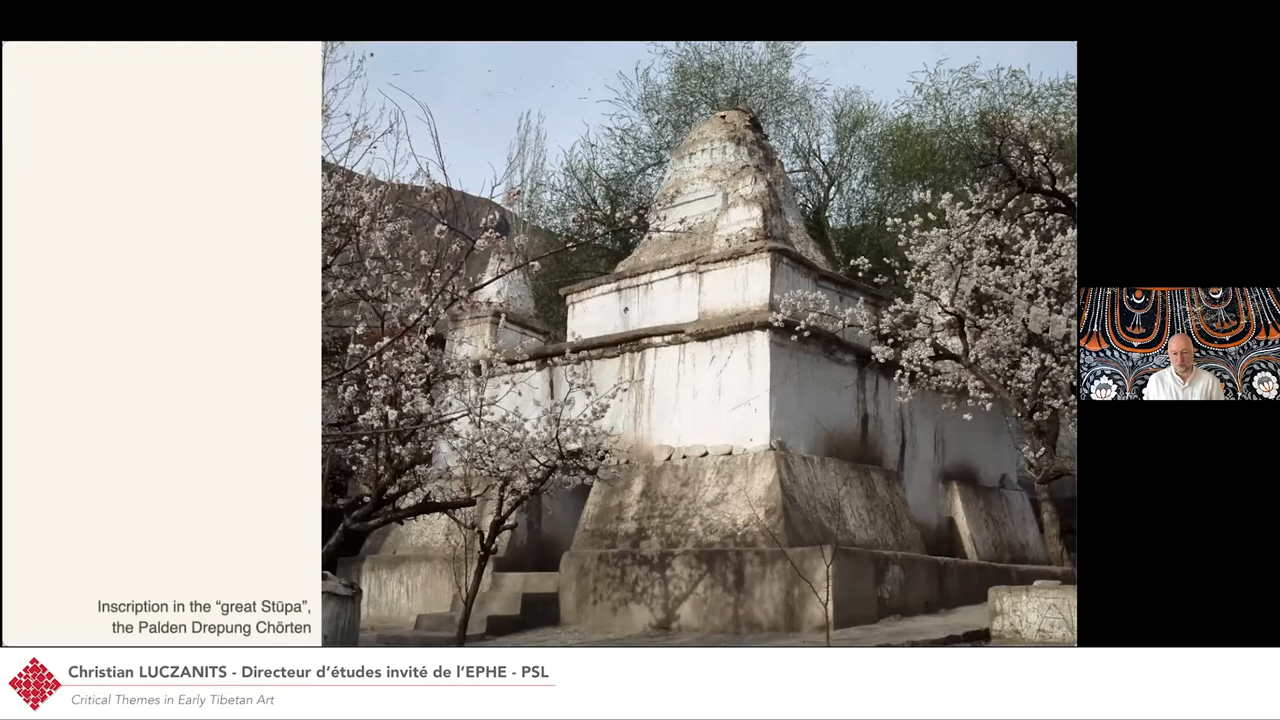 Inscription in the “great Stūpa”,
the Palden Drepung Chörten
Christian LUCZANITS - Directeur d’études invité de l’EPHE - PSL
Critical Themes in Early Tibetan Art